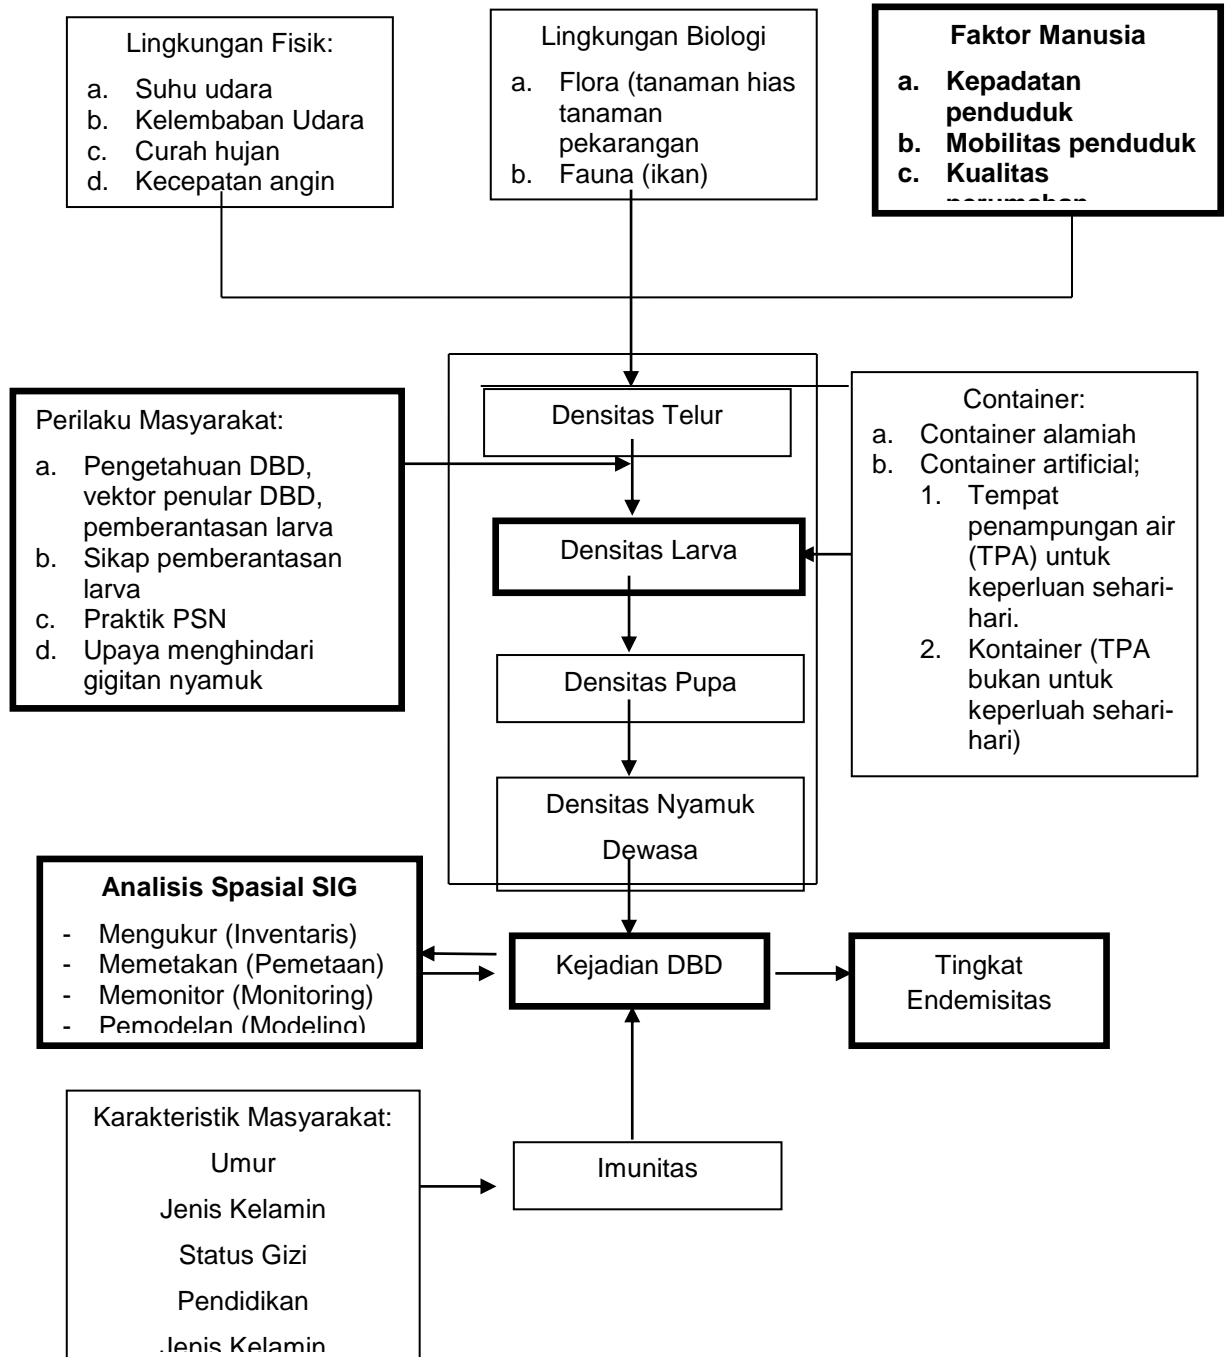 Lingkungan Fisik:
a. Suhu udara
b. Kelembaban Udara
c. Curah hujan
d. Kecepatan angin
Lingkungan Biologi
a. Flora (tanaman hias
tanaman
pekarangan
b. Fauna (ikan)
Faktor Manusia
a. Kepadatan
penduduk
b. Mobilitas penduduk
c. Kualitas
perumahan
Densitas Telur
Perilaku Masyarakat:
a. Pengetahuan DBD,
vektor penular DBD,
pemberantasan larva
b. Sikap pemberantasan
larva
c. Praktik PSN
d. Upaya menghindari
gigitan nyamuk
Container:
a. Container alamiah
b. Container artificial;
1. Tempat
penampungan air
(TPA) untuk
keperluan sehari-
hari.
2. Kontainer (TPA
bukan untuk
keperluah sehari-
hari)
Densitas Larva
Densitas Pupa
Densitas Nyamuk
Dewasa
Analisis Spasial SIG
- Mengukur (Inventaris)
- Memetakan (Pemetaan)
- Memonitor (Monitoring)
- Pemodelan (Modeling)
Kejadian DBD
Tingkat
Endemisitas
Karakteristik Masyarakat:
Umur
Jenis Kelamin
Status Gizi
Pendidikan
Jenis Kelamin
Imunitas